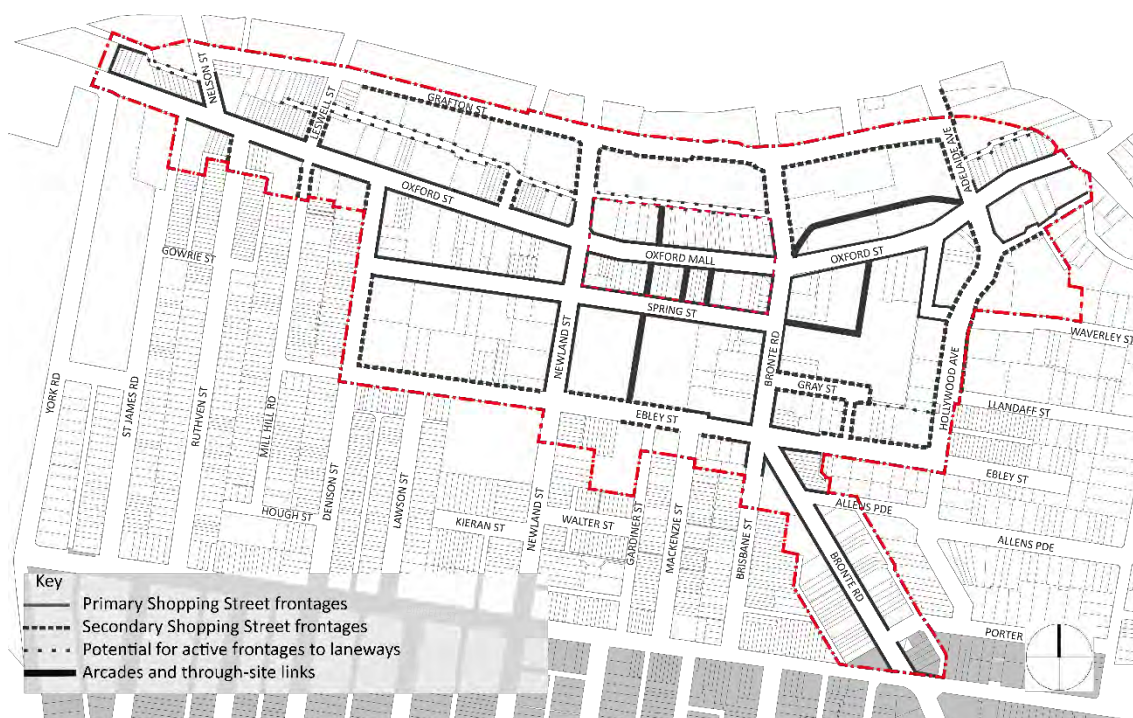 NELSON ST
LESWELL ST
GRAFTON ST
ADELAIDE AVE
OXFORD ST
OXFORD MALL
OXFORD ST
GOWRIE ST
SPRING ST
NEWLAND ST
BRONTE RD
HOLLYWOOD AVE
WAVERLEY ST
YORK RD
ST JAMES RD
RUTHVEN ST
MILL HILL RD
GRAY ST
LLANDAFF ST
EBLEY ST
EBLEY ST
DENISON ST
LAWSON ST
ALLENS PDE
HOUGH ST
KIERAN ST
NEWLAND ST
WALTER ST
GARDINER ST
MACKENZIE ST
BRISBANE ST
ALLENS PDE
BRONTE RD
PORTER
Key
Primary Shopping Street frontages
Secondary Shopping Street frontages
Potential for active frontages to laneways
Arcades and through-site links